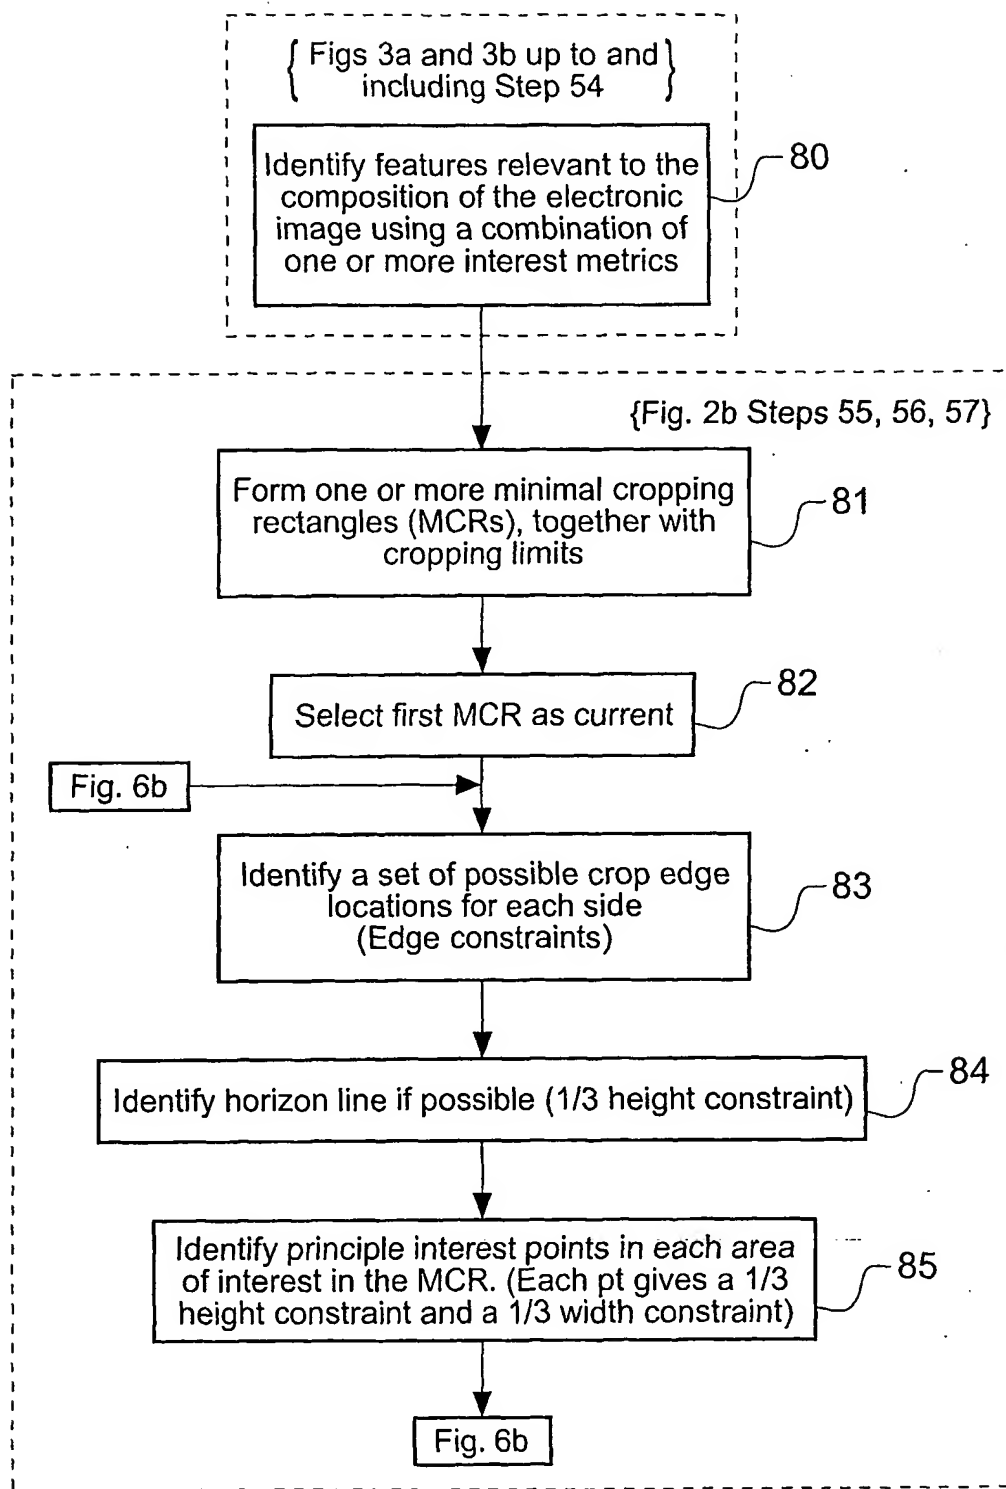 { Figs 3a and 3b up to and }
including Step 54
Identify features relevant to the
composition of the electronic
image using a combination of
one or more interest metrics
80
{Fig. 2b Steps 55, 56, 57}
Form one or more minimal cropping
rectangles (MCRs), together with
cropping limits
81
Select first MCR as current
82
Fig. 6b
Identify a set of possible crop edge
locations for each side
(Edge constraints)
83
Identify horizon line if possible (1/3 height constraint)
84
Identify principle interest points in each area
of interest in the MCR. (Each pt gives a 1/3
height constraint and a 1/3 width constraint)
85
Fig. 6b